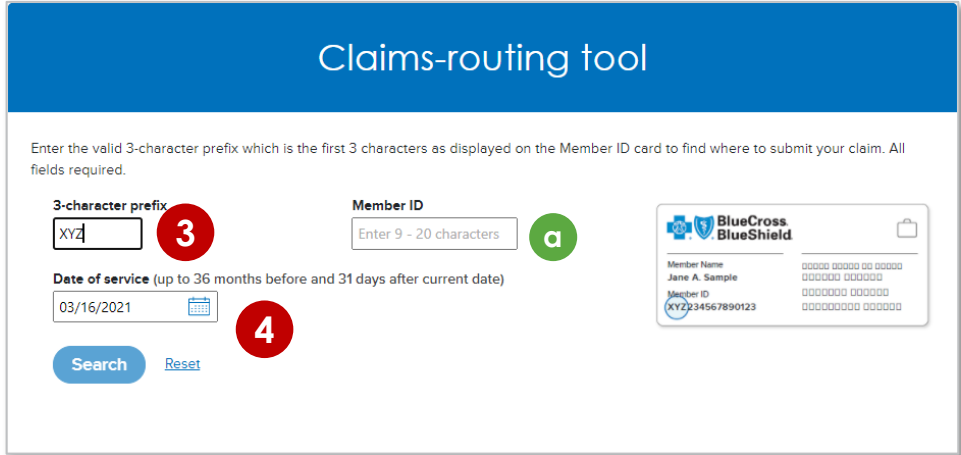 Claims-routing tool
Enter the valid 3-character prefix which is the first 3 characters as displayed on the Member ID card to find where to submit your claim. All
fields required.
3-character prefix
XYZ
3
Member ID
Enter 9 - 20 characters
a
Date of service (up to 36 months before and 31 days after current date)
03/16/2021
4
Search
Reset
BlueCross
BlueShield
Member Name
Jane A. Sample
Member ID
XYZ234567890123